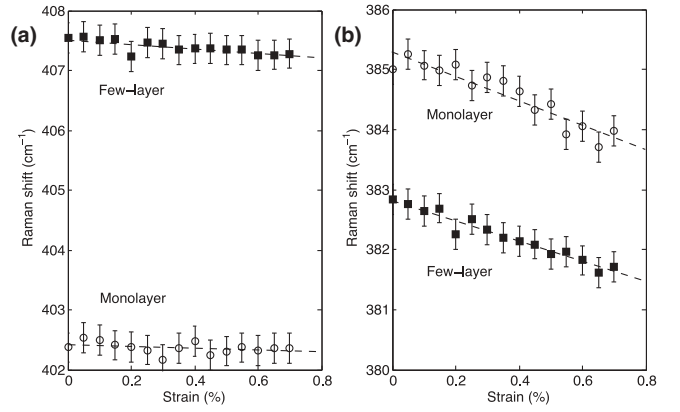 (a)
408
407
406
405
404
403
402
Raman shift (cm⁻¹)
Few–layer
Monolayer
0 0.2 0.4 0.6 0.8
Strain (%)
(b)
386
385
384
383
382
381
380
Raman shift (cm⁻¹)
Monolayer
Few–layer
0 0.2 0.4 0.6 0.8
Strain (%)